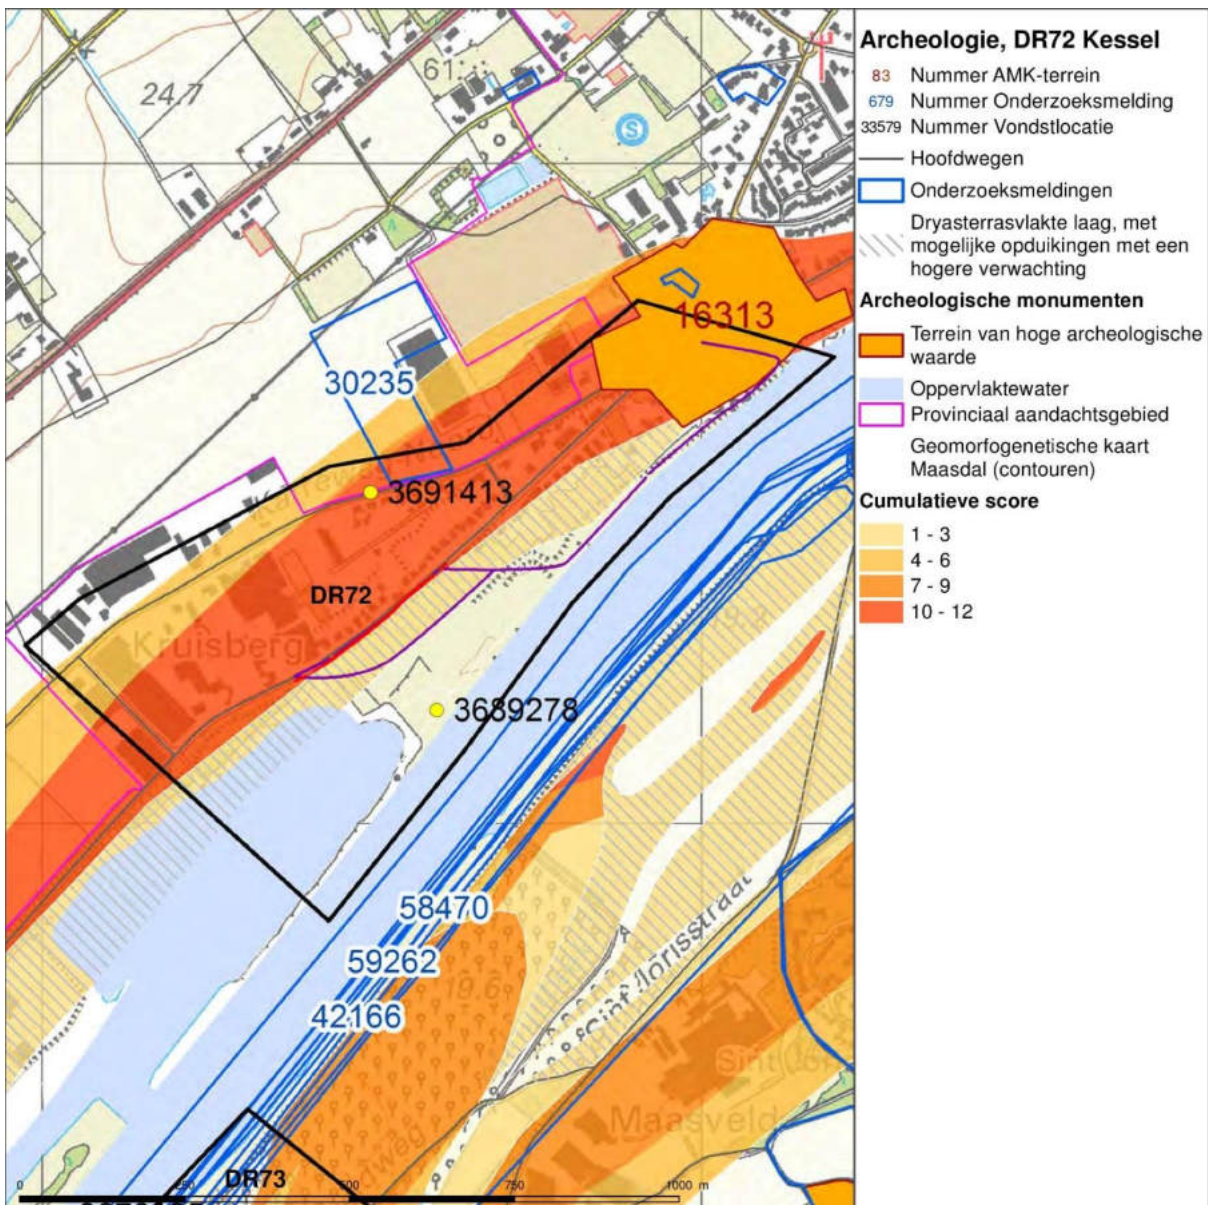 Archeologie, DR72 Kessel
83 Nummer AMK-terrein
679 Nummer Onderzoeksmelding
33579 Nummer Vondstlocatie
Hoofdwegen
Onderzoeksmeldingen
Dryasterrasvlakte laag, met
mogelijke opduikingen met een
hogere verwachting
Archeologische monumenten
Terrein van hoge archeologische
waarde
Oppervlaktewater
Provinciaal aandachtsgebied
Geomorfogenetische kaart
Maasdal (contouren)
Cumulatieve score
1 - 3
4 - 6
7 - 9
10 - 12
61
24.7
S
16313
30235
3691413
DR72
Kruisberg
3689278
58470
59262
19.6
42166
Maasveld
DR73
0
750
1000 m